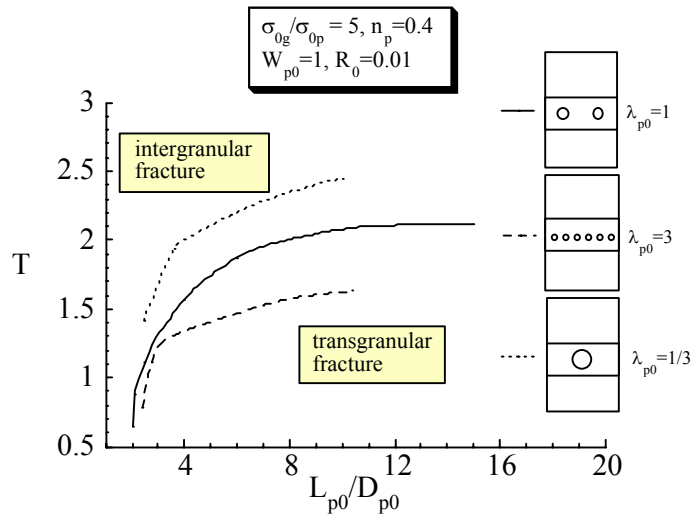 σ0g/σ0p = 5, np=0.4
Wp0=1, R0=0.01
3
2.5
2
1.5
1
0.5
T
intergranular
fracture
transgranular
fracture
λp0=1
λp0=3
λp0=1/3
4
8
12
16
20
Lp0/Dp0